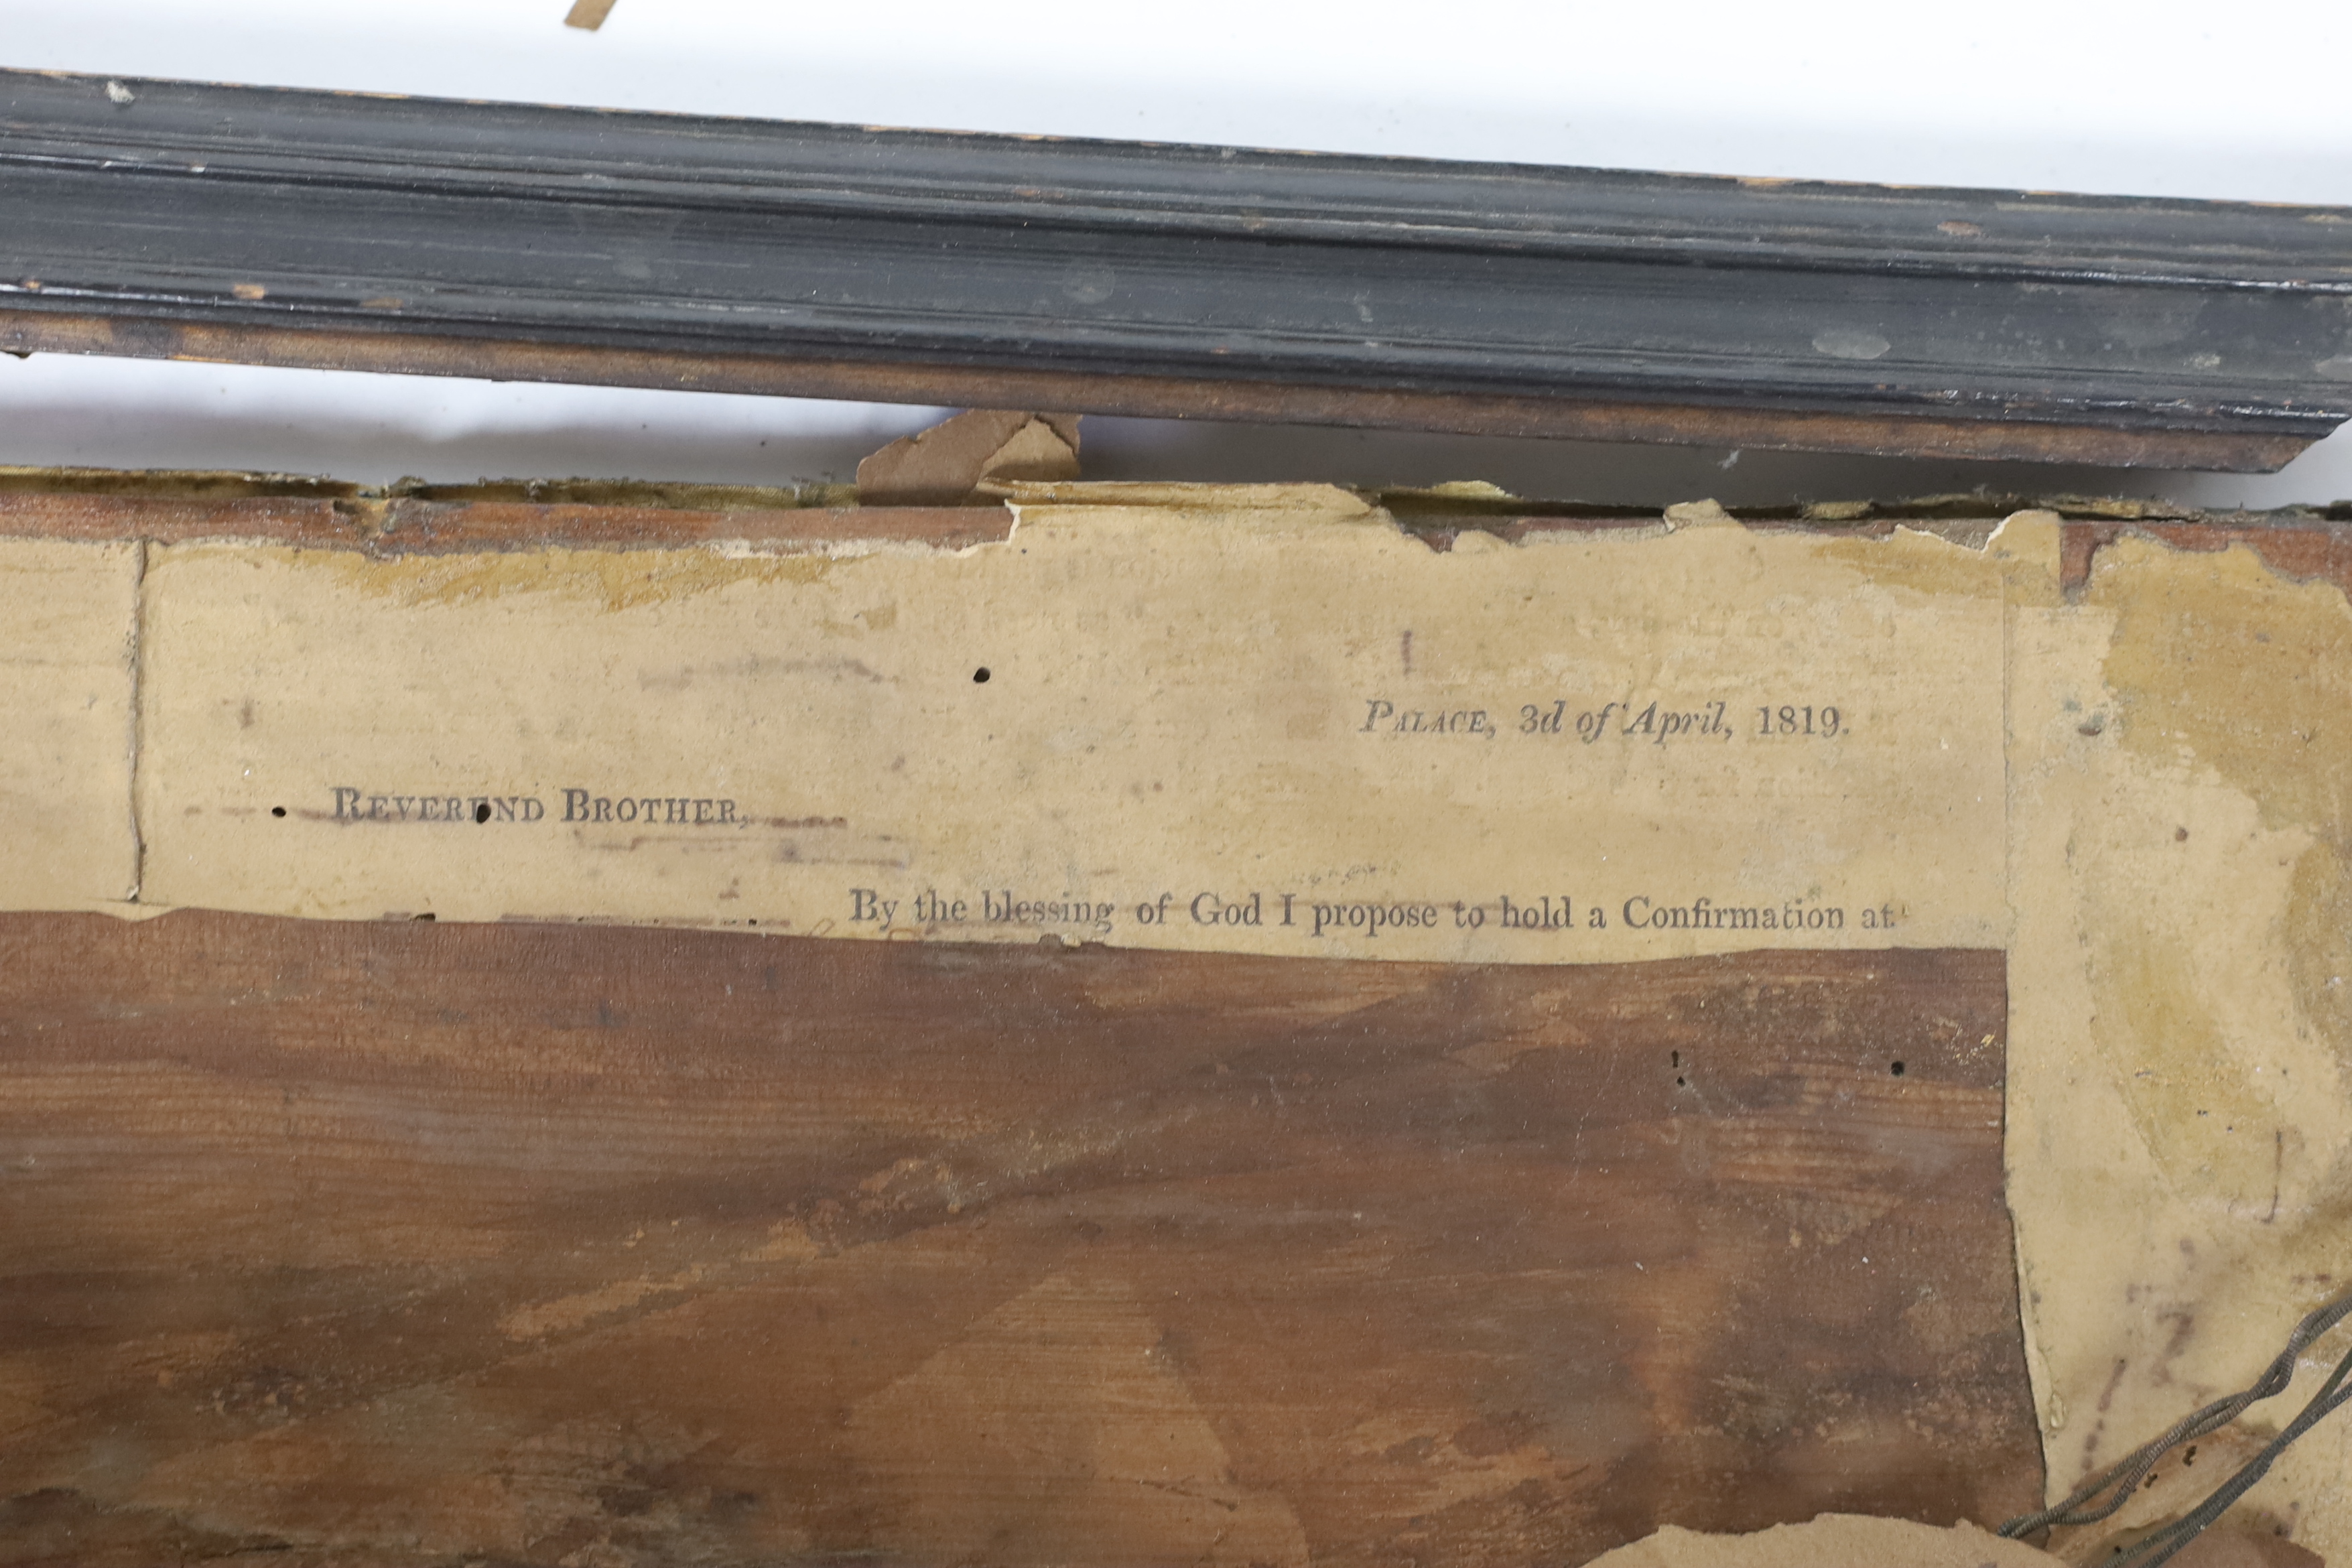 PALACE, 3d of April, 1819.
REVEREND BROTHER,
By the blessing of God I propose to hold a Confirmation at